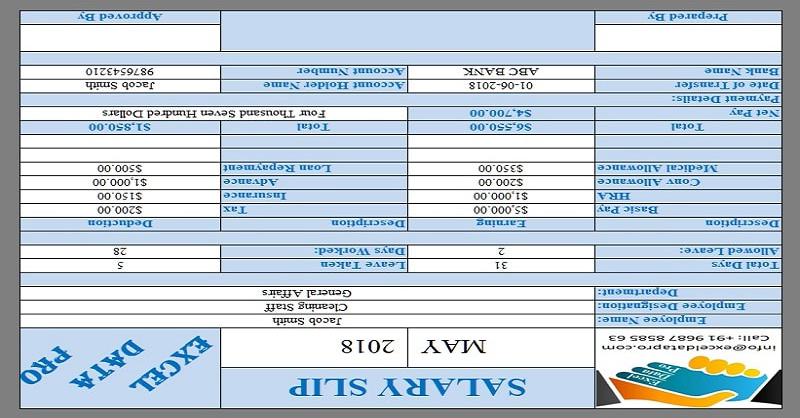 Excel Data Pro
info@exceldatapro.com
Call: +91 9687 8585 63
SALARY SLIP
MAY 2018
EXCEL DATA PRO
Employee Name: Jacob Smith
Employee Designation: Cleaning Staff
Department: General Affairs
Total Days 31 Leave Taken 5
Allowed Leave: 2 Days Worked: 28
Description Earning Description Deduction
Basic Pay $5,000.00 Tax $200.00
HRA $1,000.00 Insurance $150.00
Conv Allowance $200.00 Advance $1,000.00
Medical Allowance $350.00 Loan Repayment $500.00
Total $6,550.00 Total $1,850.00
Net Pay $4,700.00 Four Thousand Seven Hundred Dollars
Payment Details:
Date of Transfer 01-06-2018 Account Holder Name Jacob Smith
Bank Name ABC BANK Account Number 9876543210
Prepared By Approved By